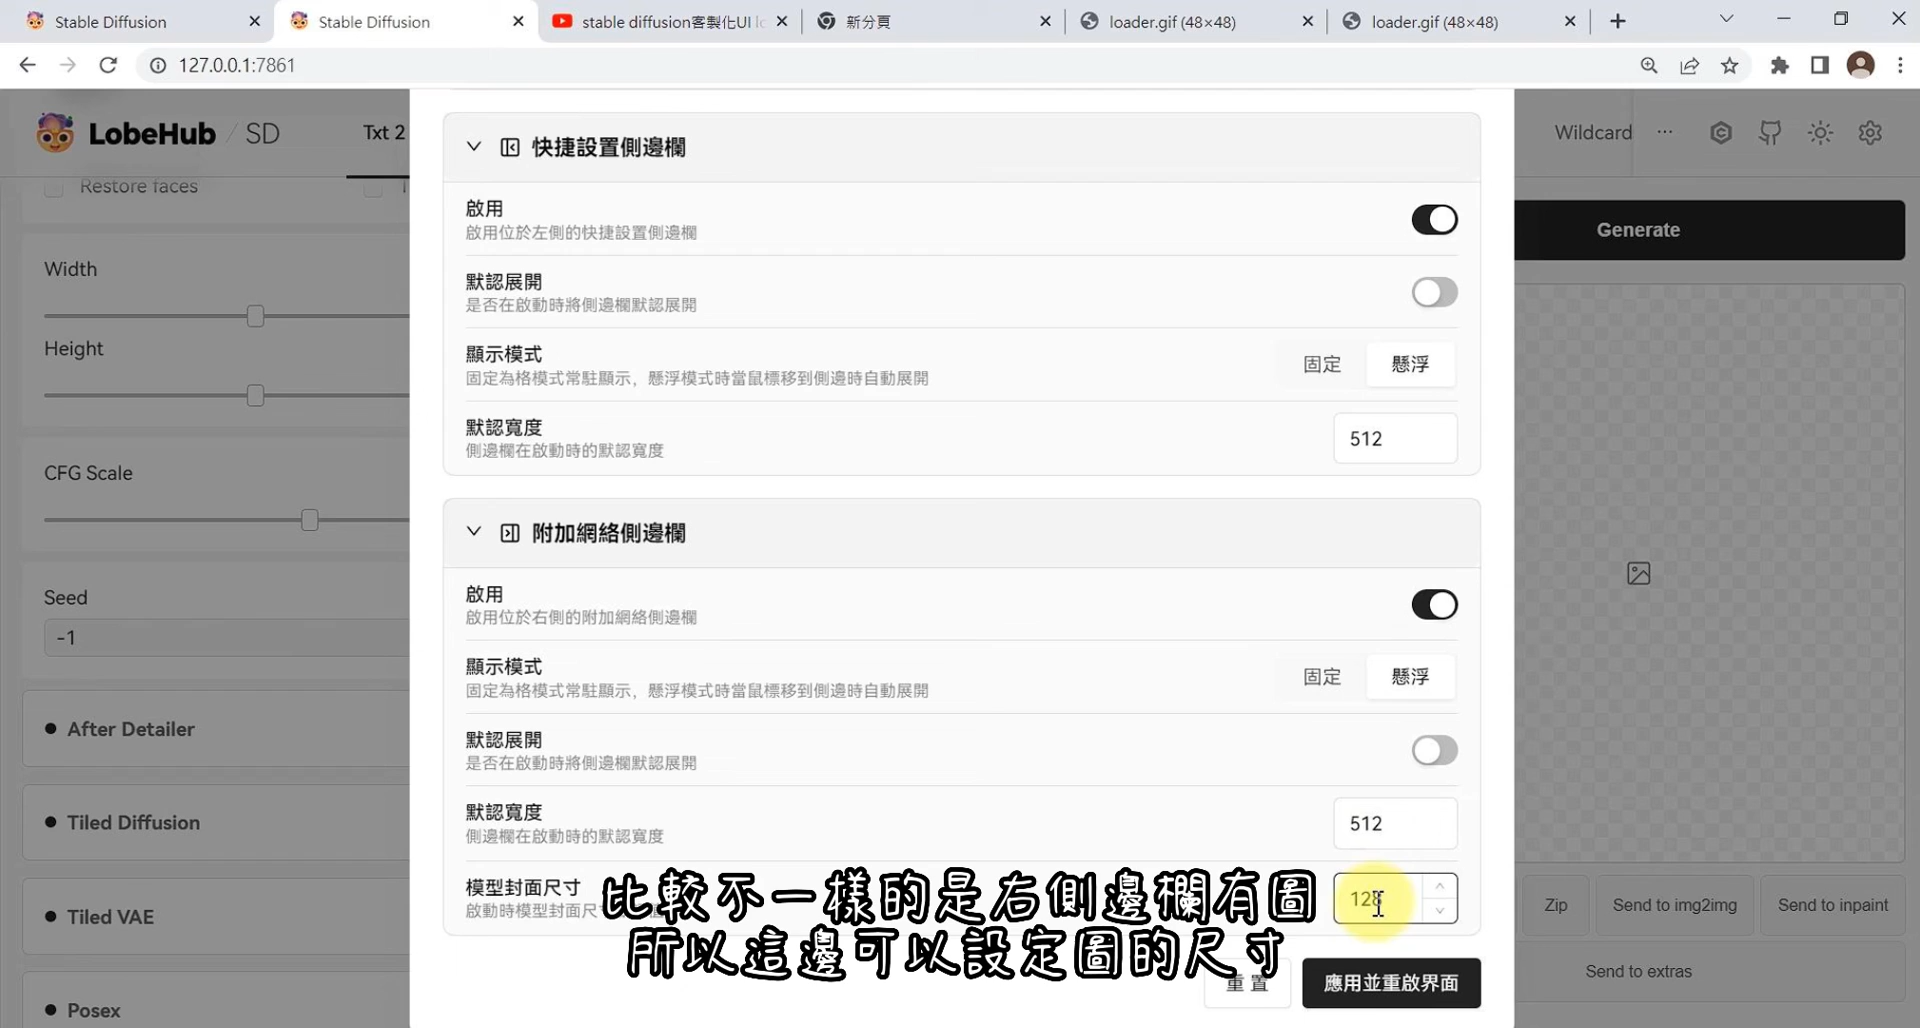 Stable Diffusion
Stable Diffusion
stable diffusion客製化UI lo
新分頁
loader.gif (48×48)
loader.gif (48×48)
127.0.0.1:7861
LobeHub / SD
Txt 2
Wildcard
Restore faces
Width
Height
CFG Scale
Seed
-1
After Detailer
Tiled Diffusion
Tiled VAE
Posex
快捷設置側邊欄
啟用
啟用位於左側的快捷設置側邊欄
默認展開
是否在啟動時將側邊欄默認展開
顯示模式
固定為格模式常駐顯示，懸浮模式時當鼠標移到側邊時自動展開
固定 懸浮
默認寬度
側邊欄在啟動時的默認寬度
512
附加網絡側邊欄
啟用
啟用位於右側的附加網絡側邊欄
顯示模式
固定為格模式常駐顯示，懸浮模式時當鼠標移到側邊時自動展開
固定 懸浮
默認展開
是否在啟動時將側邊欄默認展開
默認寬度
側邊欄在啟動時的默認寬度
512
模型封面尺寸
啟動時模型封面尺
128
重置
應用並重啟界面
Generate
Zip
Send to img2img
Send to inpaint
Send to extras
比較不一樣的是右側邊欄有圖
所以這邊可以設定圖的尺寸